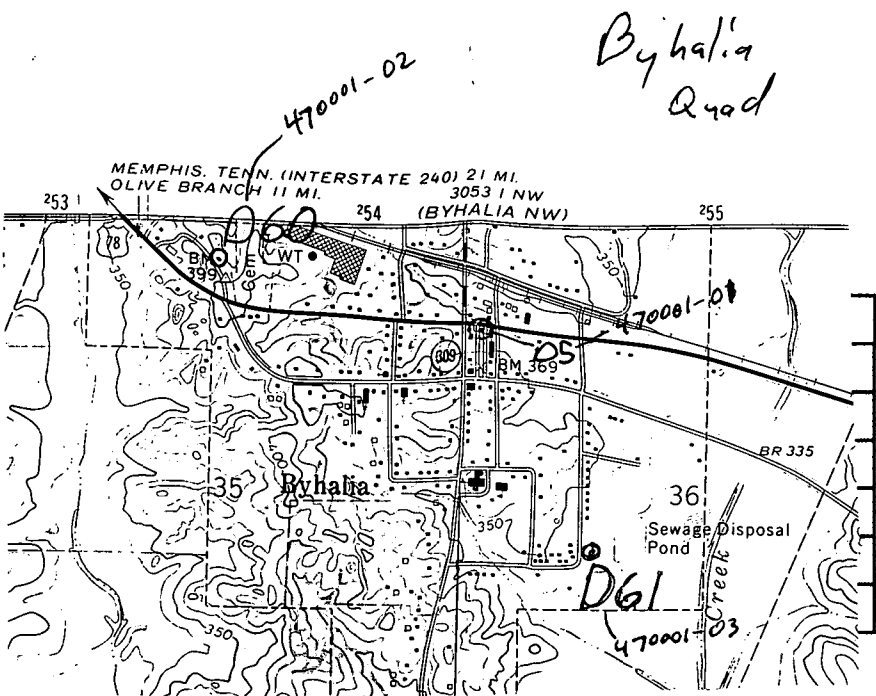 Byhalia
Quad
470001-02
MEMPHIS, TENN. (INTERSTATE 240) 21 MI.
OLIVE BRANCH 11 MI.
3053 I NW
(BYHALIA NW)
253
254
255
D60
78
BM
399
Cem
WT
350
350
470001-01
D5
309
BM 369
BR 335
35
Byhalia
36
350
Sewage Disposal
Pond
Creek
D61
350
470001-03